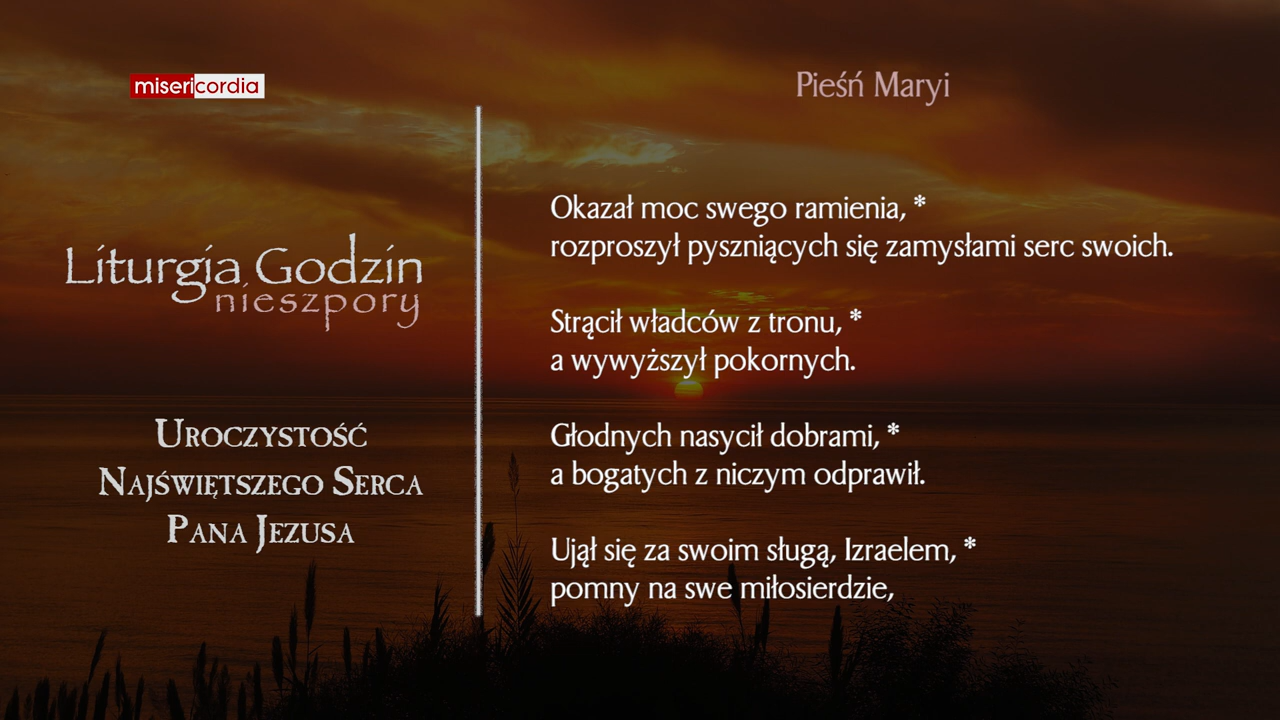 misericordia
Liturgia Godzin
nieszpory
Uroczystość
Najświętszego Serca
Pana Jezusa
Pieśń Maryi
Okazał moc swego ramienia, *
rozproszył pyszniących się zamysłami serc swoich.
Strącił władców z tronu, *
a wywyższył pokornych.
Głodnych nasycił dobrami, *
a bogatych z niczym odprawił.
Ujął się za swoim sługą, Izraelem, *
pomny na swe miłosierdzie,